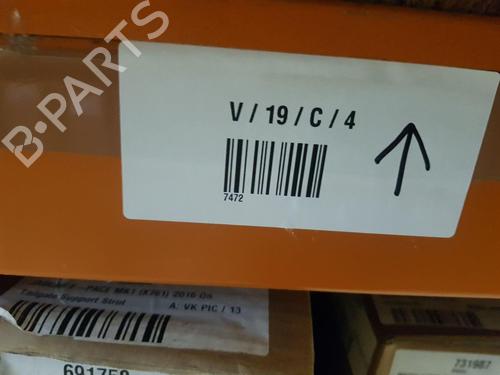 B-PARTS
V / 19 / C / 4
7472
-PACE MK1 (X761) 2016 On
Tailgate Support Strut
A: VK PIC / 13
691759
731987